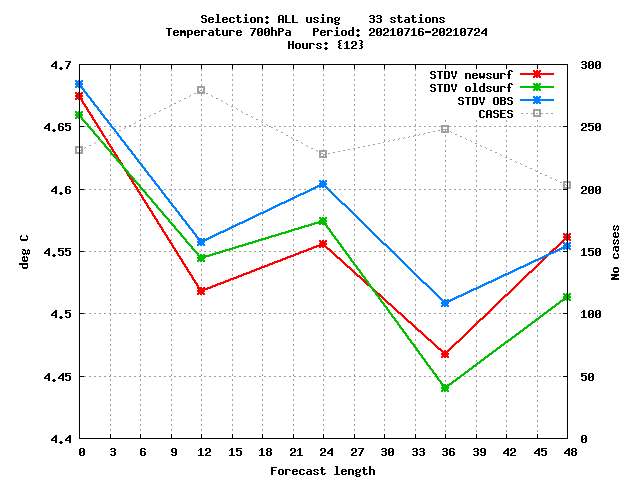 Selection: ALL using    33 stations
Temperature 700hPa   Period: 20210716-20210724
Hours: {12}
4.7
4.65
4.6
4.55
4.5
4.45
4.4
deg C
300
250
200
150
100
50
0
No cases
STDV newsurf
STDV oldsurf
STDV OBS
CASES
0 3 6 9 12 15 18 21 24 27 30 33 36 39 42 45 48
Forecast length